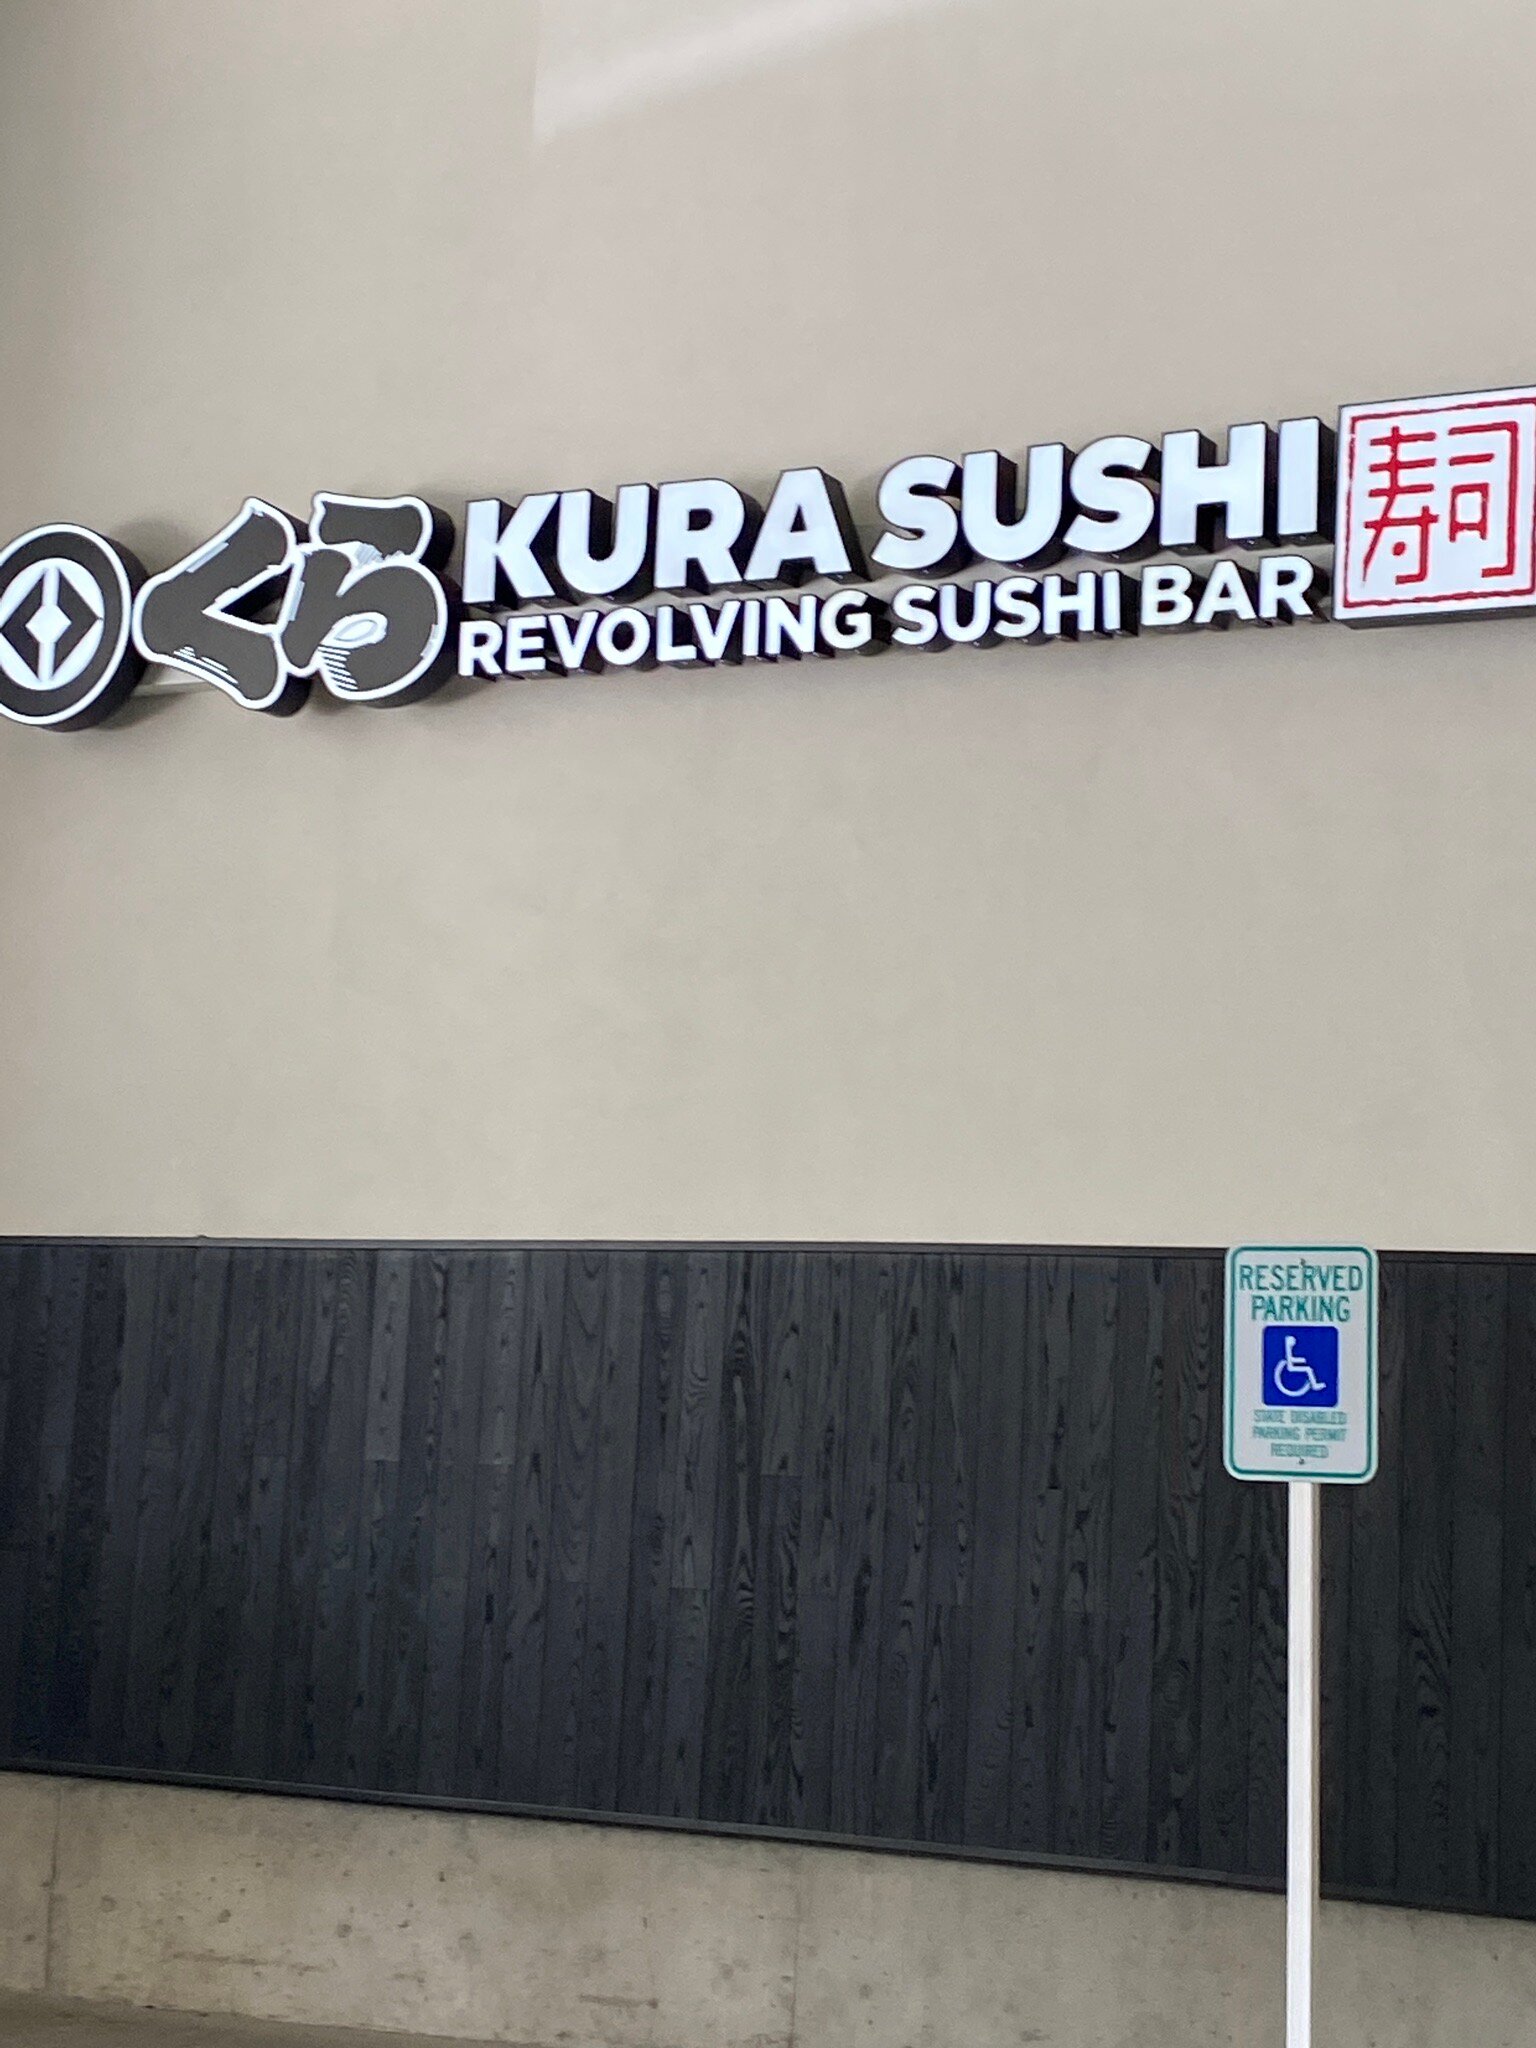 くら
KURA SUSHI
REVOLVING SUSHI BAR
寿司
RESERVED
PARKING
STATE DISABLED
PARKING PERMIT
REQUIRED